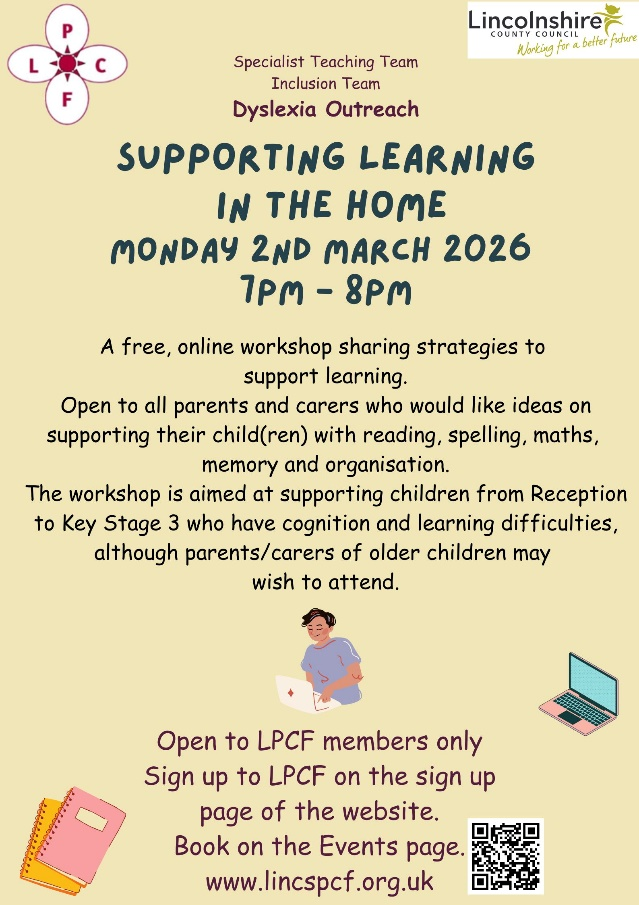 P
L C
F
Lincolnshire
COUNTY COUNCIL
Working for a better future
Specialist Teaching Team
Inclusion Team
Dyslexia Outreach
SUPPORTING LEARNING
IN THE HOME
MONDAY 2ND MARCH 2026
7PM - 8PM
A free, online workshop sharing strategies to
support learning.
Open to all parents and carers who would like ideas on
supporting their child(ren) with reading, spelling, maths,
memory and organisation.
The workshop is aimed at supporting children from Reception
to Key Stage 3 who have cognition and learning difficulties,
although parents/carers of older children may
wish to attend.
Open to LPCF members only
Sign up to LPCF on the sign up
page of the website.
Book on the Events page.
www.lincspcf.org.uk